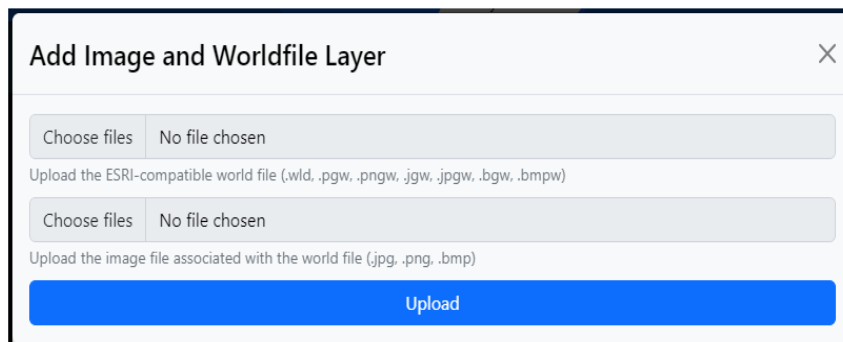 Add Image and Worldfile Layer
Choose files No file chosen
Upload the ESRI-compatible world file (.wld, .pgw, .pngw, .jgw, .jpgw, .bgw, .bmpw)
Choose files No file chosen
Upload the image file associated with the world file (.jpg, .png, .bmp)
Upload